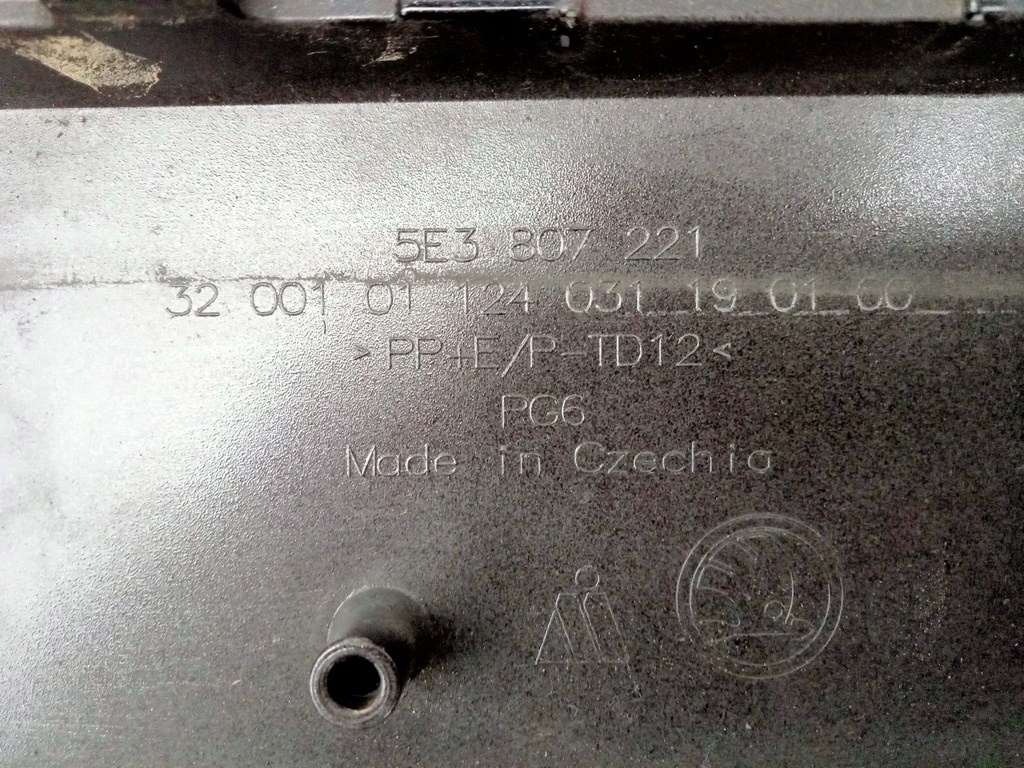 5E3 807 221
32 001 01 124 031 19 01 00
>PP+E/P-TD12<
PG6
Made in Czechia